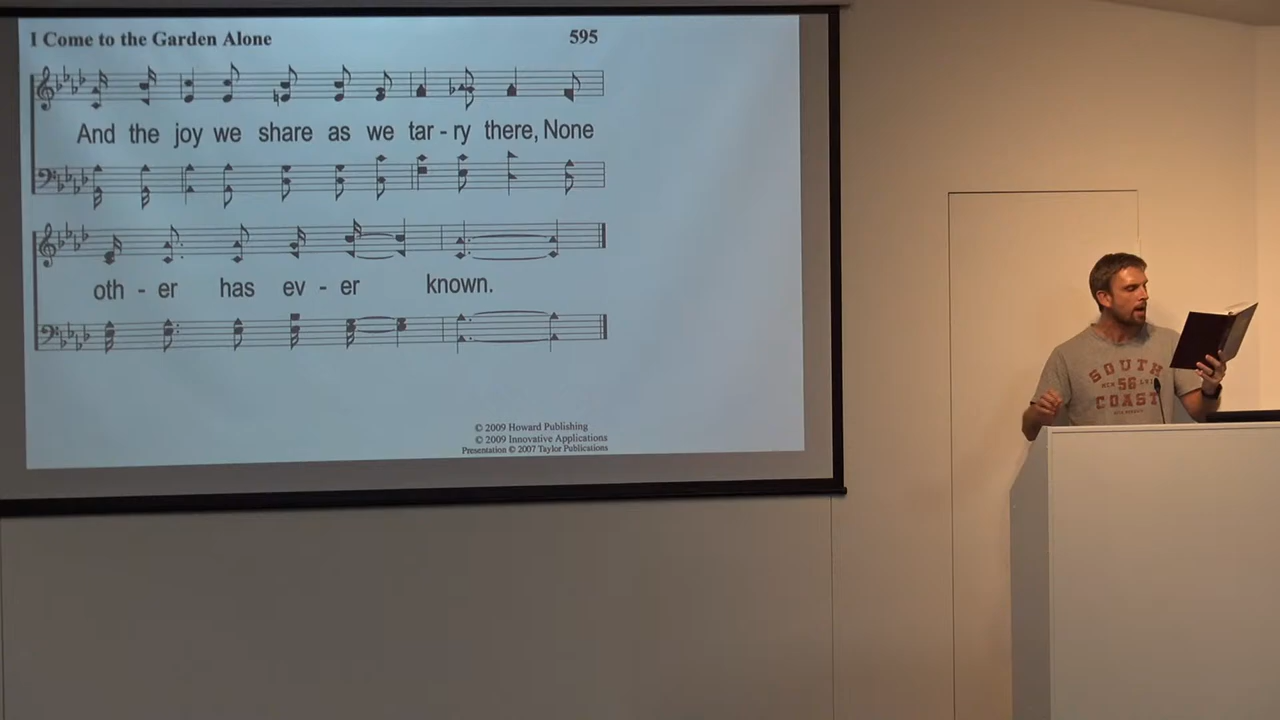 I Come to the Garden Alone 595
And the joy we share as we tar - ry there, None
oth - er has ev - er known.
© 2009 Howard Publishing
© 2009 Innovative Applications
Presentation © 2007 Taylor Publications
SOUTH
56
COAST